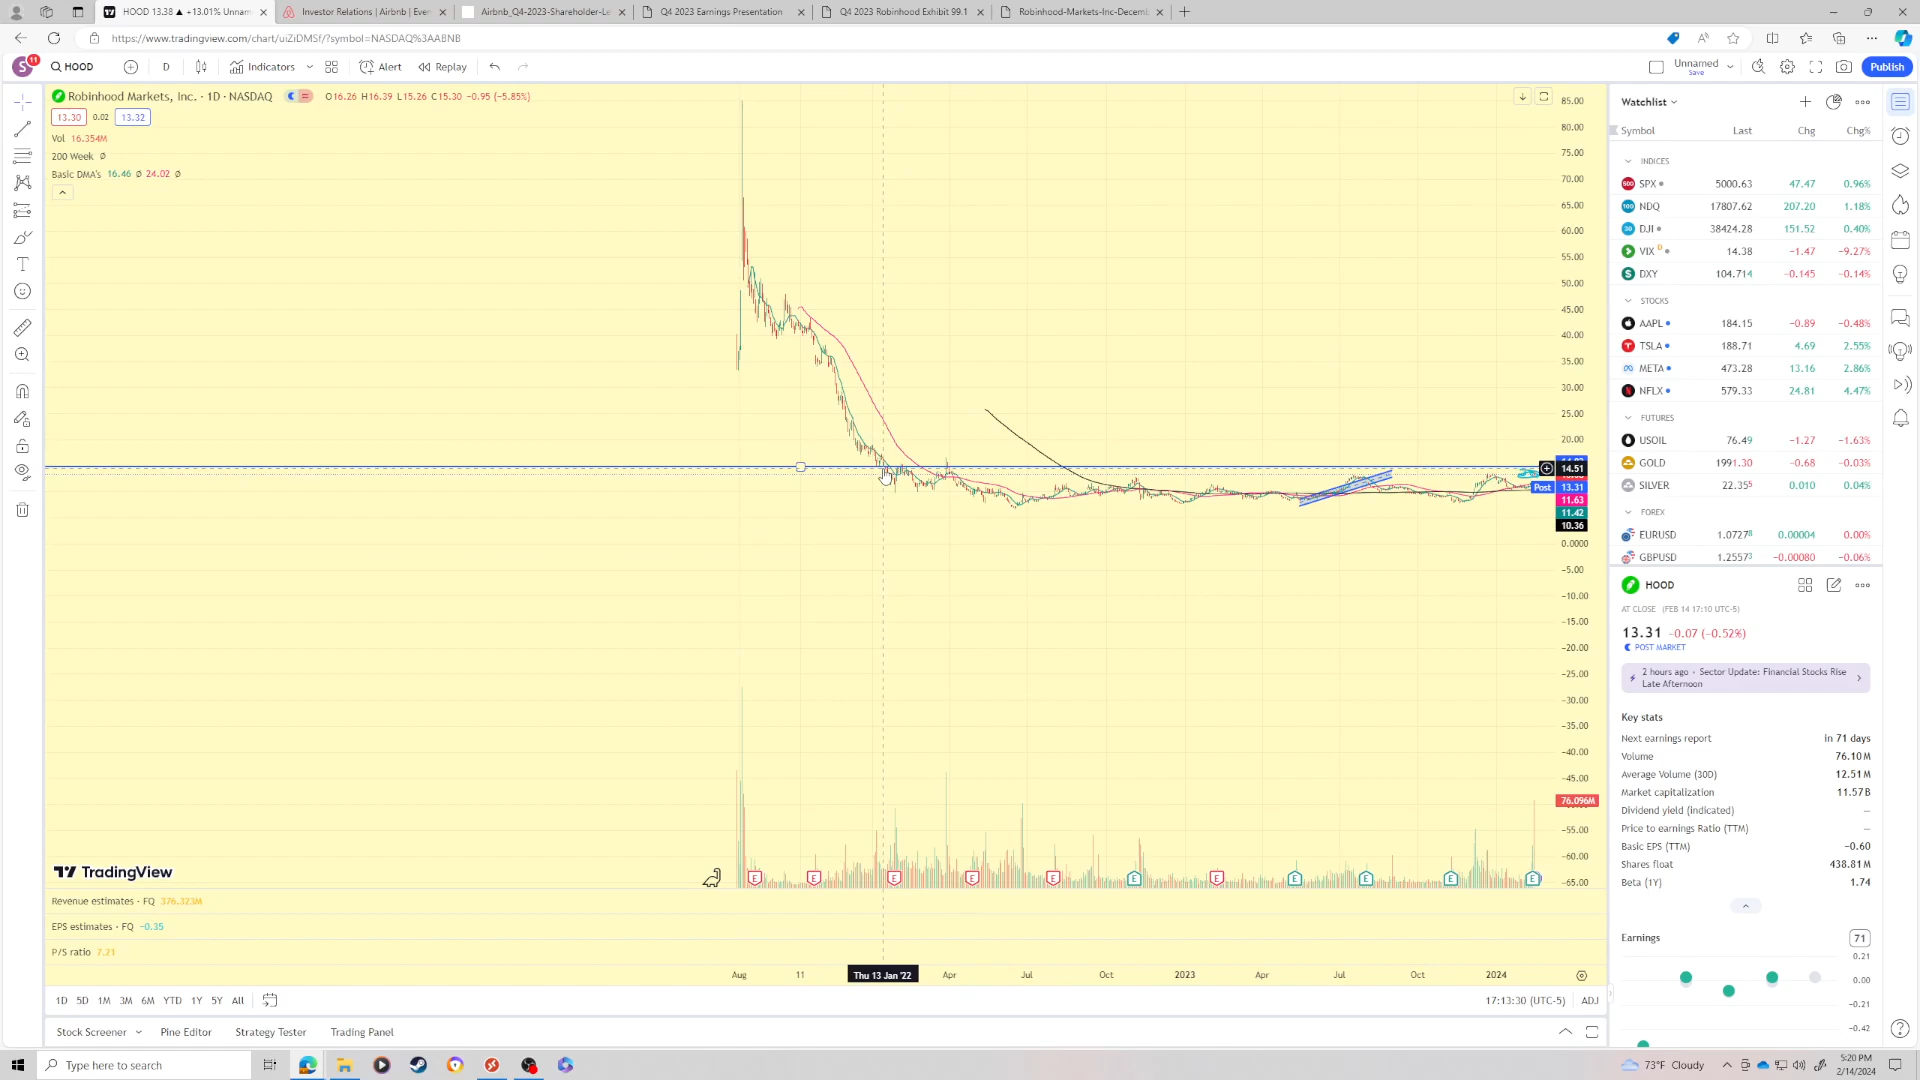 HOOD 13.38 ▲ +13.01% Unnam
Investor Relations | Airbnb | Even
Airbnb_Q4-2023-Shareholder-Le
Q4 2023 Earnings Presentation
Q4 2023 Robinhood Exhibit 99.1
Robinhood-Markets-Inc-Decemb
https://www.tradingview.com/chart/uiZiDMSf/?symbol=NASDAQ%3AABNB
S 11 HOOD D Indicators Alert Replay Unnamed Save Publish
Robinhood Markets, Inc. · 1D · NASDAQ O16.26 H16.39 L15.26 C15.30 −0.95 (−5.85%)
13.30 0.02 13.32
Vol 16.354M
200 Week Ø
Basic DMA's 16.46 Ø 24.02 Ø
85.00
80.00
75.00
70.00
65.00
60.00
55.00
50.00
45.00
40.00
35.00
30.00
25.00
20.00
14.51
Post 13.31
11.63
11.42
10.36
0.0000
−5.00
−10.00
−15.00
−20.00
−25.00
−30.00
−35.00
−40.00
−45.00
76.096M
−55.00
−60.00
−65.00
TradingView
E E E E E E E E E E E
Revenue estimates · FQ 376.323M
EPS estimates · FQ −0.35
P/S ratio 7.21
Aug 11 Thu 13 Jan '22 Apr Jul Oct 2023 Apr Jul Oct 2024
1D 5D 1M 3M 6M YTD 1Y 5Y All
17:13:30 (UTC-5) ADJ
Stock Screener Pine Editor Strategy Tester Trading Panel
Watchlist
Symbol Last Chg Chg%
INDICES
SPX 5000.63 47.47 0.96%
NDQ 17807.62 207.20 1.18%
DJI 38424.28 151.52 0.40%
VIX D 14.38 −1.47 −9.27%
DXY 104.714 −0.145 −0.14%
STOCKS
AAPL 184.15 −0.89 −0.48%
TSLA 188.71 4.69 2.55%
META 473.28 13.16 2.86%
NFLX 579.33 24.81 4.47%
FUTURES
USOIL 76.49 −1.27 −1.63%
GOLD 1991.30 −0.68 −0.03%
SILVER 22.355 0.010 0.04%
FOREX
EURUSD 1.07278 0.00004 0.00%
GBPUSD 1.25573 −0.00080 −0.06%
HOOD
AT CLOSE (FEB 14 17:10 UTC-5)
13.31 −0.07 (−0.52%)
POST MARKET
2 hours ago · Sector Update: Financial Stocks Rise
Late Afternoon
Key stats
Next earnings report in 71 days
Volume 76.10M
Average Volume (30D) 12.51M
Market capitalization 11.57B
Dividend yield (indicated) —
Price to earnings Ratio (TTM) —
Basic EPS (TTM) −0.60
Shares float 438.81M
Beta (1Y) 1.74
Earnings 71
0.21
0.00
−0.21
−0.42
Type here to search
73°F Cloudy
5:20 PM
2/14/2024